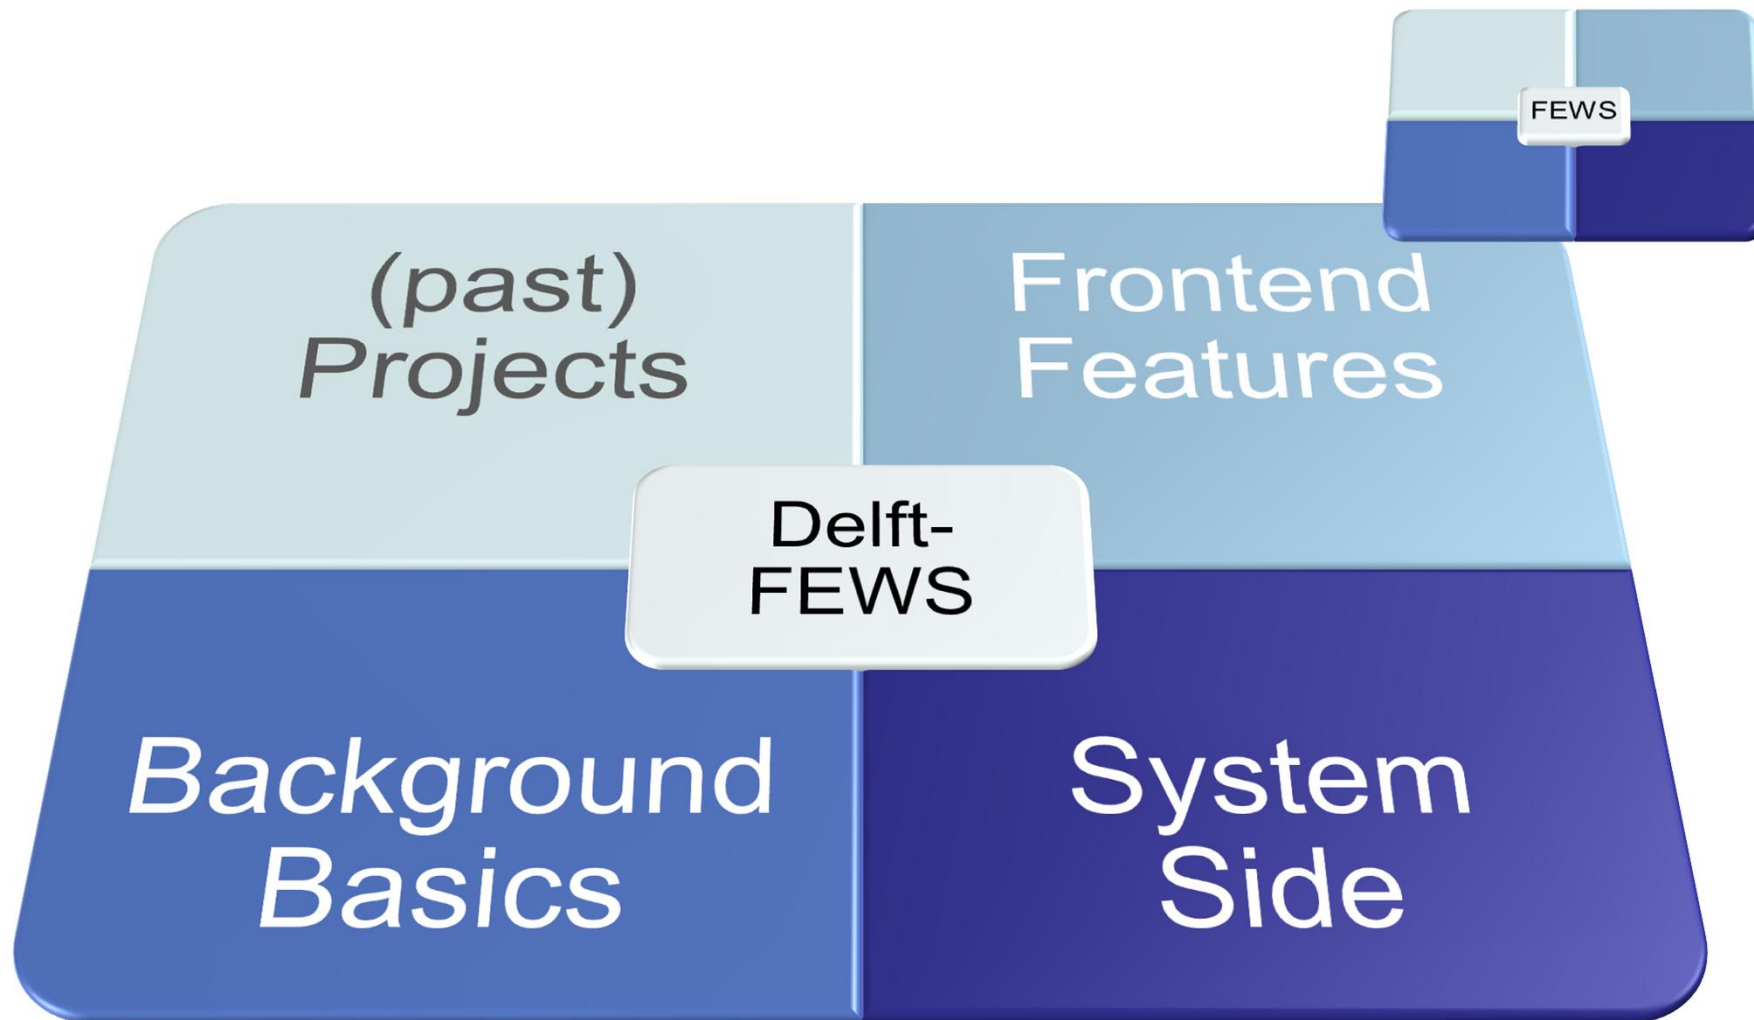 FEWS
(past)
Projects
Frontend
Features
Delft-
FEWS
Background
Basics
System
Side